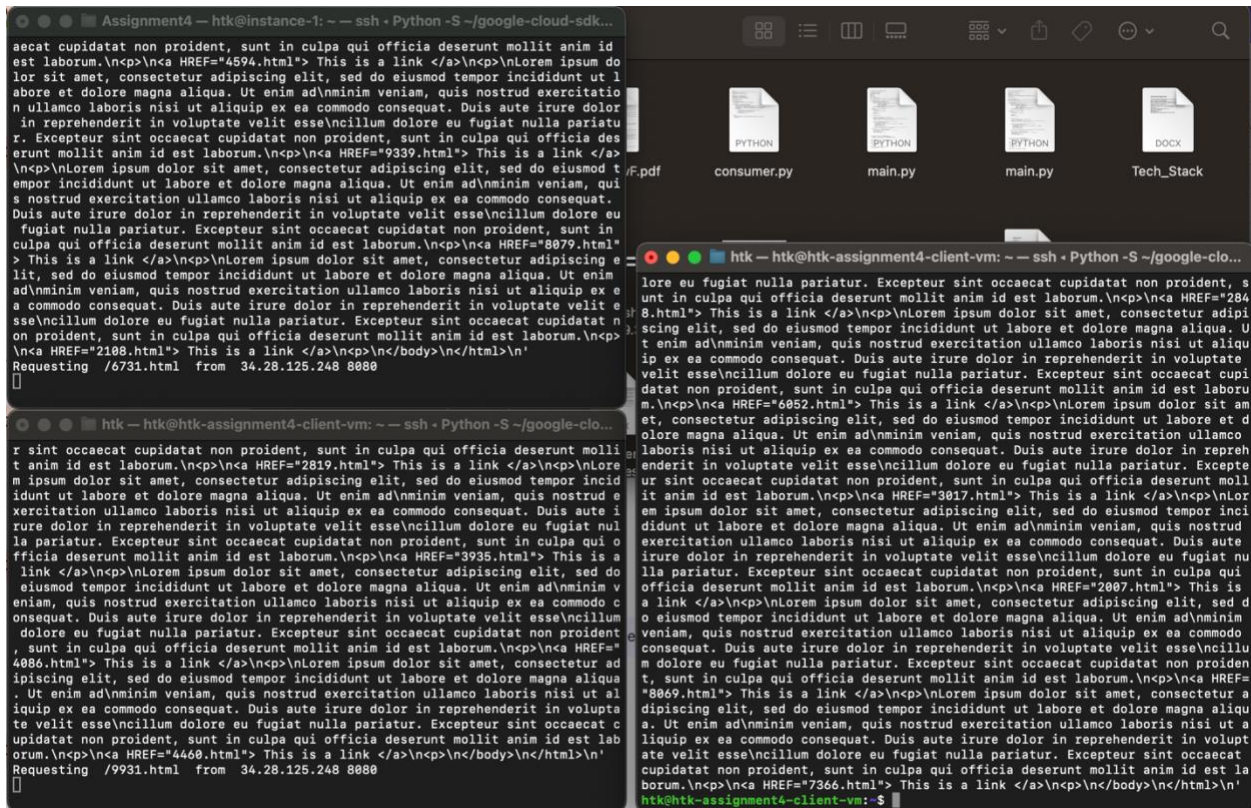 Assignment4 — htk@instance-1: ~ — ssh ◂ Python -S ~/google-cloud-sdk...
aecat cupidatat non proident, sunt in culpa qui officia deserunt mollit anim id
est laborum.\n<p>\n<a HREF="4594.html"> This is a link </a>\n<p>\nLorem ipsum do
lor sit amet, consectetur adipiscing elit, sed do eiusmod tempor incididunt ut l
abore et dolore magna aliqua. Ut enim ad\nminim veniam, quis nostrud exercitatio
n ullamco laboris nisi ut aliquip ex ea commodo consequat. Duis aute irure dolor
 in reprehenderit in voluptate velit esse\ncillum dolore eu fugiat nulla pariatu
r. Excepteur sint occaecat cupidatat non proident, sunt in culpa qui officia des
erunt mollit anim id est laborum.\n<p>\n<a HREF="9339.html"> This is a link </a>
\n<p>\nLorem ipsum dolor sit amet, consectetur adipiscing elit, sed do eiusmod t
empor incididunt ut labore et dolore magna aliqua. Ut enim ad\nminim veniam, qui
s nostrud exercitation ullamco laboris nisi ut aliquip ex ea commodo consequat.
Duis aute irure dolor in reprehenderit in voluptate velit esse\ncillum dolore eu
 fugiat nulla pariatur. Excepteur sint occaecat cupidatat non proident, sunt in
culpa qui officia deserunt mollit anim id est laborum.\n<p>\n<a HREF="8079.html"
> This is a link </a>\n<p>\nLorem ipsum dolor sit amet, consectetur adipiscing e
lit, sed do eiusmod tempor incididunt ut labore et dolore magna aliqua. Ut enim
ad\nminim veniam, quis nostrud exercitation ullamco laboris nisi ut aliquip ex e
a commodo consequat. Duis aute irure dolor in reprehenderit in voluptate velit e
sse\ncillum dolore eu fugiat nulla pariatur. Excepteur sint occaecat cupidatat n
on proident, sunt in culpa qui officia deserunt mollit anim id est laborum.\n<p>
\n<a HREF="2108.html"> This is a link </a>\n<p>\n</body>\n</html>\n'
Requesting  /6731.html  from  34.28.125.248 8080
htk — htk@htk-assignment4-client-vm: ~ — ssh ◂ Python -S ~/google-clo...
r sint occaecat cupidatat non proident, sunt in culpa qui officia deserunt molli
t anim id est laborum.\n<p>\n<a HREF="2819.html"> This is a link </a>\n<p>\nLore
m ipsum dolor sit amet, consectetur adipiscing elit, sed do eiusmod tempor incid
idunt ut labore et dolore magna aliqua. Ut enim ad\nminim veniam, quis nostrud e
xercitation ullamco laboris nisi ut aliquip ex ea commodo consequat. Duis aute i
rure dolor in reprehenderit in voluptate velit esse\ncillum dolore eu fugiat nul
la pariatur. Excepteur sint occaecat cupidatat non proident, sunt in culpa qui o
fficia deserunt mollit anim id est laborum.\n<p>\n<a HREF="3935.html"> This is a
 link </a>\n<p>\nLorem ipsum dolor sit amet, consectetur adipiscing elit, sed do
 eiusmod tempor incididunt ut labore et dolore magna aliqua. Ut enim ad\nminim v
eniam, quis nostrud exercitation ullamco laboris nisi ut aliquip ex ea commodo c
onsequat. Duis aute irure dolor in reprehenderit in voluptate velit esse\ncillum
 dolore eu fugiat nulla pariatur. Excepteur sint occaecat cupidatat non proident
, sunt in culpa qui officia deserunt mollit anim id est laborum.\n<p>\n<a HREF="
4086.html"> This is a link </a>\n<p>\nLorem ipsum dolor sit amet, consectetur ad
ipiscing elit, sed do eiusmod tempor incididunt ut labore et dolore magna aliqua
. Ut enim ad\nminim veniam, quis nostrud exercitation ullamco laboris nisi ut al
iquip ex ea commodo consequat. Duis aute irure dolor in reprehenderit in volupta
te velit esse\ncillum dolore eu fugiat nulla pariatur. Excepteur sint occaecat c
upidatat non proident, sunt in culpa qui officia deserunt mollit anim id est lab
orum.\n<p>\n<a HREF="4460.html"> This is a link </a>\n<p>\n</body>\n</html>\n'
Requesting  /9931.html  from  34.28.125.248 8080
PYTHON PYTHON PYTHON DOCX
F.pdf consumer.py main.py main.py Tech_Stack
htk — htk@htk-assignment4-client-vm: ~ — ssh ◂ Python -S ~/google-clo...
lore eu fugiat nulla pariatur. Excepteur sint occaecat cupidatat non proident, s
unt in culpa qui officia deserunt mollit anim id est laborum.\n<p>\n<a HREF="284
8.html"> This is a link </a>\n<p>\nLorem ipsum dolor sit amet, consectetur adipi
scing elit, sed do eiusmod tempor incididunt ut labore et dolore magna aliqua. U
t enim ad\nminim veniam, quis nostrud exercitation ullamco laboris nisi ut aliqu
ip ex ea commodo consequat. Duis aute irure dolor in reprehenderit in voluptate
velit esse\ncillum dolore eu fugiat nulla pariatur. Excepteur sint occaecat cupi
datat non proident, sunt in culpa qui officia deserunt mollit anim id est laboru
m.\n<p>\n<a HREF="6052.html"> This is a link </a>\n<p>\nLorem ipsum dolor sit am
et, consectetur adipiscing elit, sed do eiusmod tempor incididunt ut labore et d
olore magna aliqua. Ut enim ad\nminim veniam, quis nostrud exercitation ullamco
laboris nisi ut aliquip ex ea commodo consequat. Duis aute irure dolor in repreh
enderit in voluptate velit esse\ncillum dolore eu fugiat nulla pariatur. Excepte
ur sint occaecat cupidatat non proident, sunt in culpa qui officia deserunt moll
it anim id est laborum.\n<p>\n<a HREF="3017.html"> This is a link </a>\n<p>\nLor
em ipsum dolor sit amet, consectetur adipiscing elit, sed do eiusmod tempor inci
didunt ut labore et dolore magna aliqua. Ut enim ad\nminim veniam, quis nostrud
exercitation ullamco laboris nisi ut aliquip ex ea commodo consequat. Duis aute
irure dolor in reprehenderit in voluptate velit esse\ncillum dolore eu fugiat nu
lla pariatur. Excepteur sint occaecat cupidatat non proident, sunt in culpa qui
officia deserunt mollit anim id est laborum.\n<p>\n<a HREF="2007.html"> This is
a link </a>\n<p>\nLorem ipsum dolor sit amet, consectetur adipiscing elit, sed d
o eiusmod tempor incididunt ut labore et dolore magna aliqua. Ut enim ad\nminim
veniam, quis nostrud exercitation ullamco laboris nisi ut aliquip ex ea commodo
consequat. Duis aute irure dolor in reprehenderit in voluptate velit esse\ncillu
m dolore eu fugiat nulla pariatur. Excepteur sint occaecat cupidatat non proiden
t, sunt in culpa qui officia deserunt mollit anim id est laborum.\n<p>\n<a HREF=
"8069.html"> This is a link </a>\n<p>\nLorem ipsum dolor sit amet, consectetur a
dipiscing elit, sed do eiusmod tempor incididunt ut labore et dolore magna aliqu
a. Ut enim ad\nminim veniam, quis nostrud exercitation ullamco laboris nisi ut a
liquip ex ea commodo consequat. Duis aute irure dolor in reprehenderit in volupt
ate velit esse\ncillum dolore eu fugiat nulla pariatur. Excepteur sint occaecat
cupidatat non proident, sunt in culpa qui officia deserunt mollit anim id est la
borum.\n<p>\n<a HREF="7366.html"> This is a link </a>\n<p>\n</body>\n</html>\n'
htk@htk-assignment4-client-vm:~$